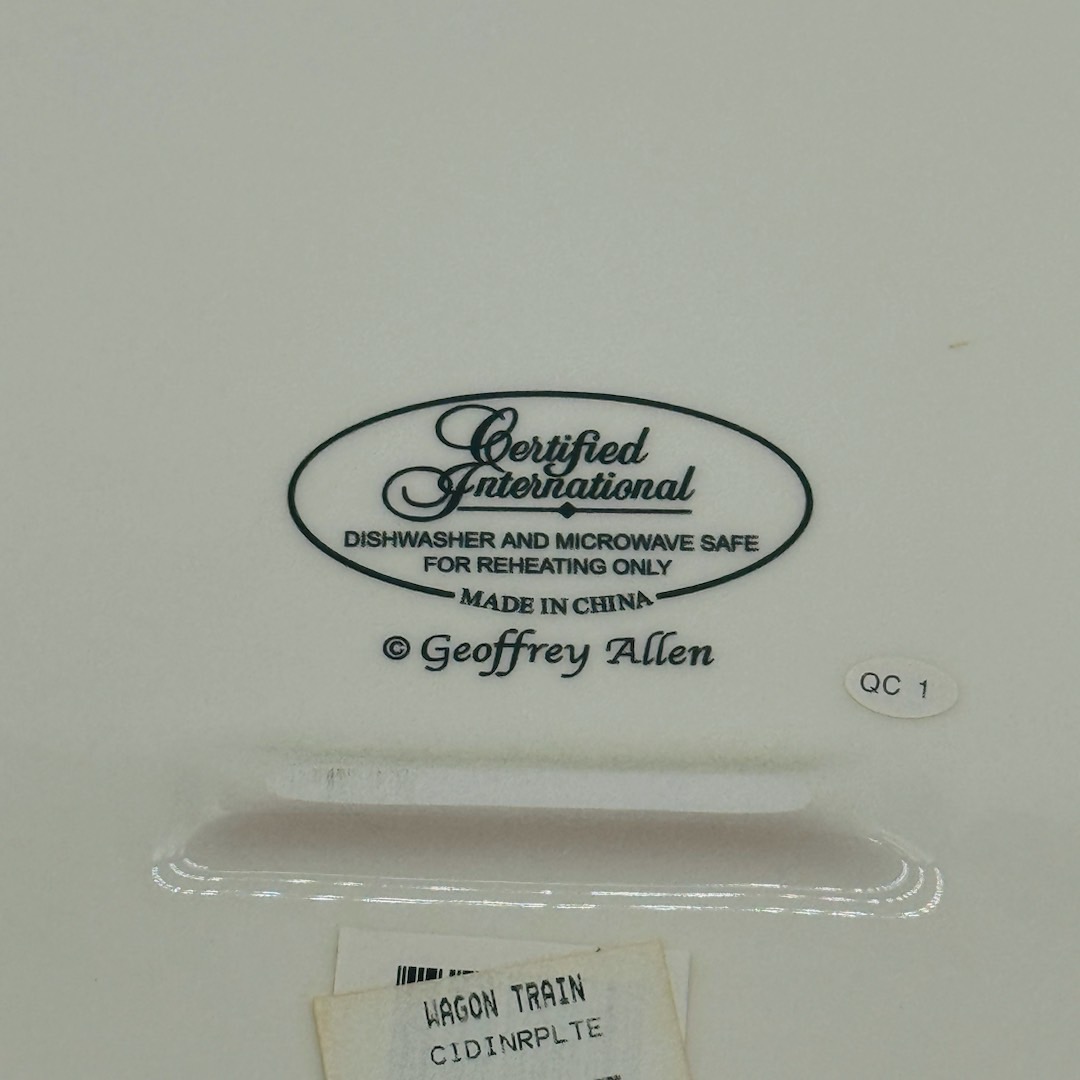 Certified
International
DISHWASHER AND MICROWAVE SAFE
FOR REHEATING ONLY
MADE IN CHINA
© Geoffrey Allen
QC 1
WAGON TRAIN
CIDINRPLTE